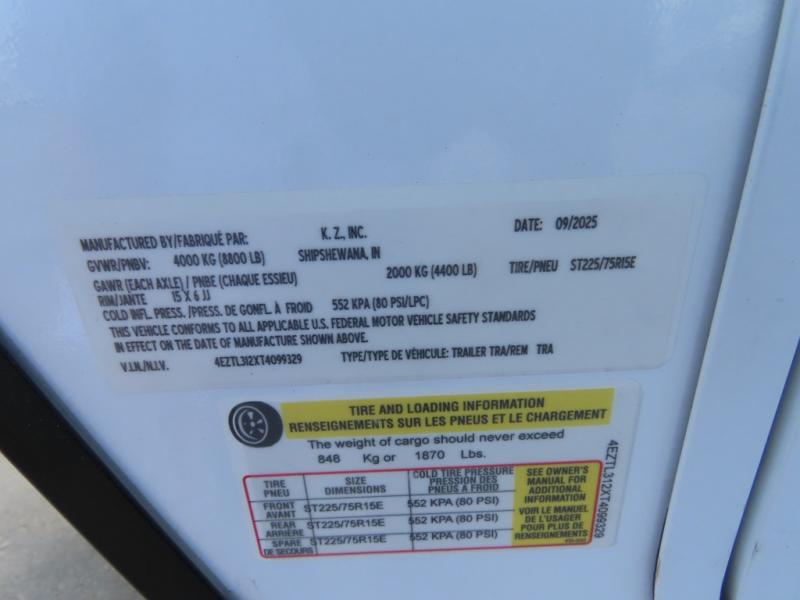 MANUFACTURED BY/FABRIQUÉ PAR: K. Z., INC. DATE: 09/2025
GVWR/PNBV: 4000 KG (8800 LB) SHIPSHEWANA, IN
GAWR (EACH AXLE) / PNBE (CHAQUE ESSIEU) 2000 KG (4400 LB) TIRE/PNEU ST225/75R15E
RIM/JANTE 15 X 6 JJ
COLD INFL. PRESS. /PRESS. DE GONFL. À FROID 552 KPA (80 PSI/LPC)
THIS VEHICLE CONFORMS TO ALL APPLICABLE U.S. FEDERAL MOTOR VEHICLE SAFETY STANDARDS
IN EFFECT ON THE DATE OF MANUFACTURE SHOWN ABOVE.
V.I.N./N.I.V. 4EZTL312XT4099329 TYPE/TYPE DE VÉHICULE: TRAILER TRA/REM TRA
TIRE AND LOADING INFORMATION
RENSEIGNEMENTS SUR LES PNEUS ET LE CHARGEMENT
The weight of cargo should never exceed
848 Kg or 1870 Lbs.
TIRE
PNEU
SIZE
DIMENSIONS
COLD TIRE PRESSURE
PRESSION DES
PNEUS A FROID
FRONT
AVANT
ST225/75R15E
552 KPA (80 PSI)
REAR
ARRIÈRE
ST225/75R15E
552 KPA (80 PSI)
SPARE
DE SECOURS
ST225/75R15E
552 KPA (80 PSI)
SEE OWNER'S
MANUAL FOR
ADDITIONAL
INFORMATION
VOIR LE MANUEL
DE L'USAGER
POUR PLUS DE
RENSEIGNEMENTS
4EZTL312XT4099329